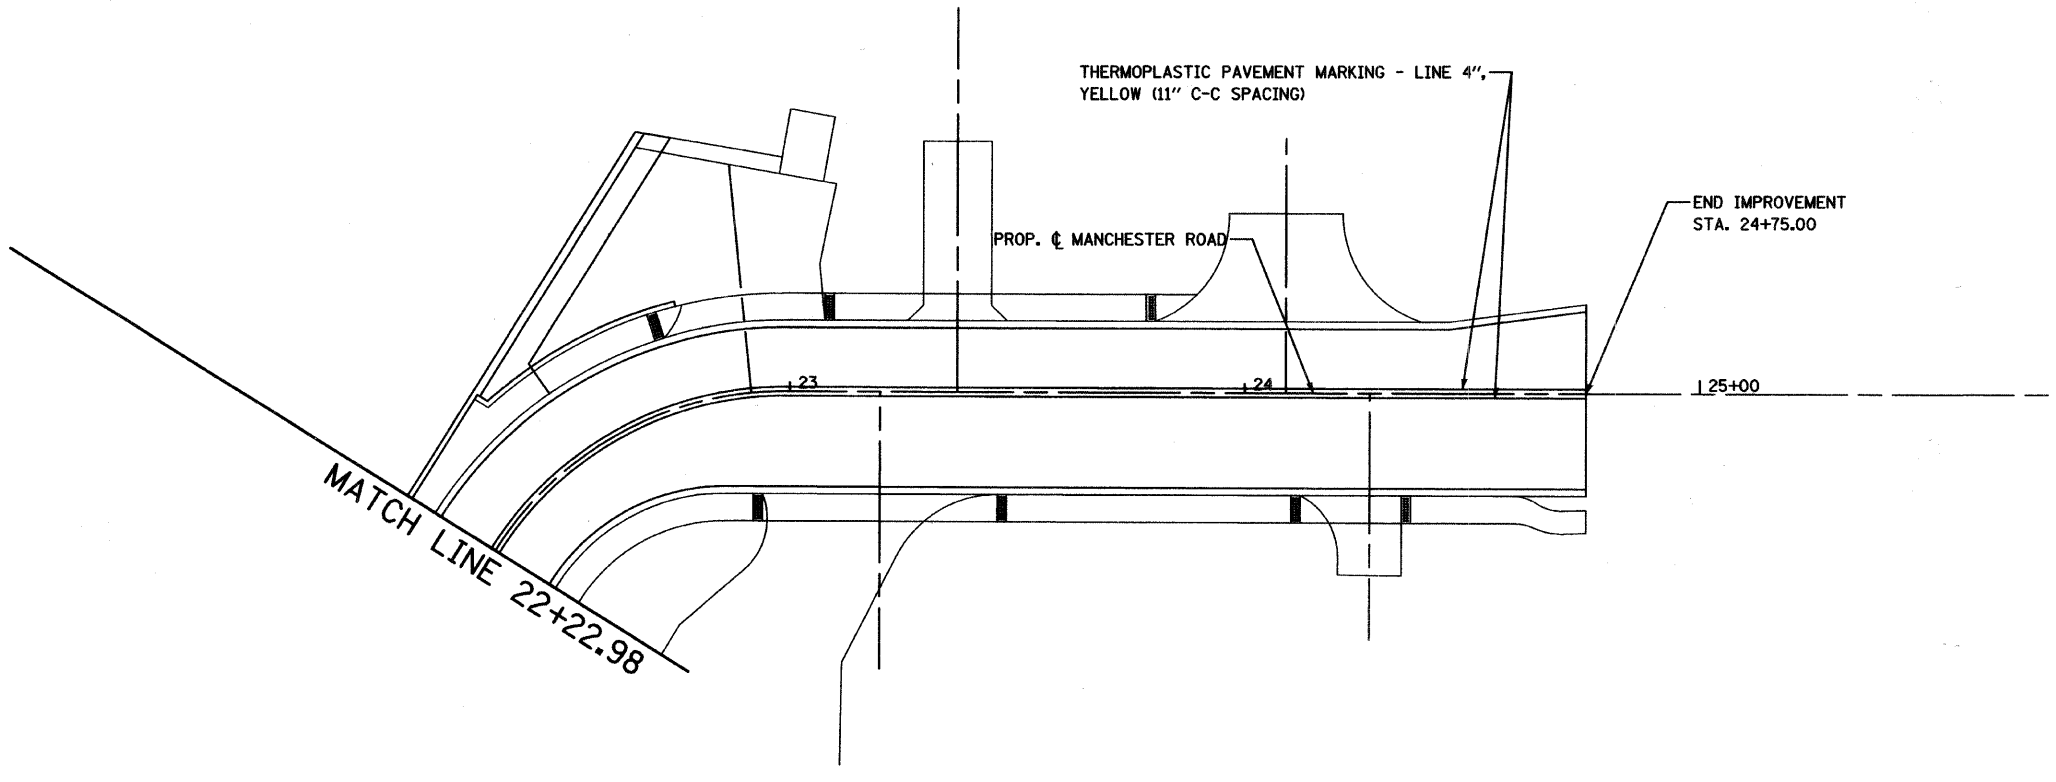 THERMOPLASTIC PAVEMENT MARKING - LINE 4",
YELLOW (11" C-C SPACING)
END IMPROVEMENT
STA. 24+75.00
PROP. ℄ MANCHESTER ROAD
23
24
25+00
MATCH LINE 22+22.98